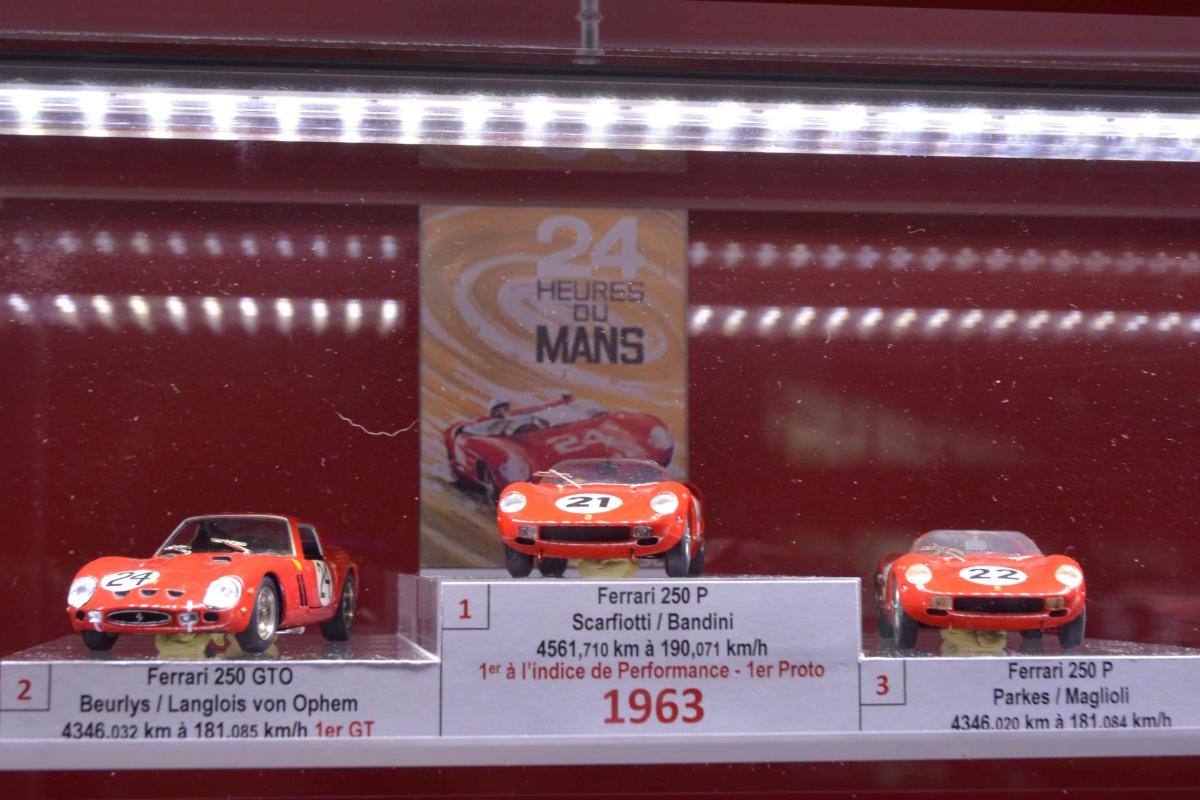 24
HEURES
DU
MANS
24
21
24
24
22
1
Ferrari 250 P
Scarfiotti / Bandini
4561,710 km à 190,071 km/h
1er à l'indice de Performance - 1er Proto
1963
2
Ferrari 250 GTO
Beurlys / Langlois von Ophem
4346.032 km à 181.085 km/h 1er GT
3
Ferrari 250 P
Parkes / Maglioli
4346.020 km à 181.084 km/h